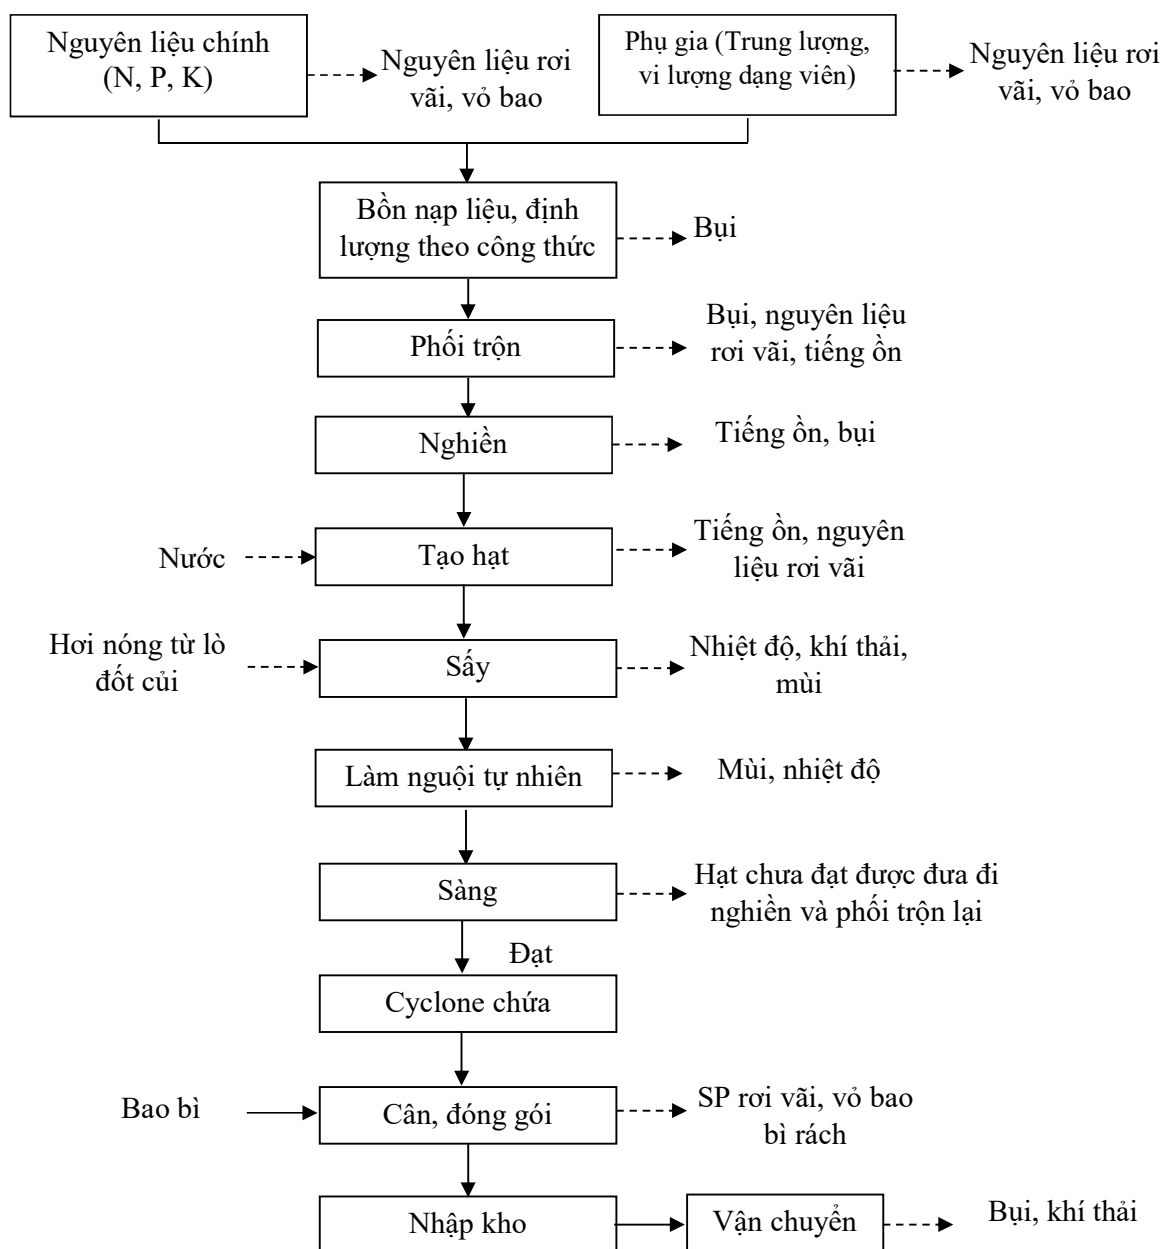 Nguyên liệu chính
(N, P, K)
Nguyên liệu rơi
vãi, vỏ bao
Phụ gia (Trung lượng,
vi lượng dạng viên)
Nguyên liệu rơi
vãi, vỏ bao
Bồn nạp liệu, định
lượng theo công thức
Bụi
Phối trộn
Bụi, nguyên liệu
rơi vãi, tiếng ồn
Nghiền
Tiếng ồn, bụi
Nước
Tạo hạt
Tiếng ồn, nguyên
liệu rơi vãi
Hơi nóng từ lò
đốt củi
Sấy
Nhiệt độ, khí thải,
mùi
Làm nguội tự nhiên
Mùi, nhiệt độ
Sàng
Hạt chưa đạt được đưa đi
nghiền và phối trộn lại
Đạt
Cyclone chứa
Bao bì
Cân, đóng gói
SP rơi vãi, vỏ bao
bì rách
Nhập kho
Vận chuyển
Bụi, khí thải